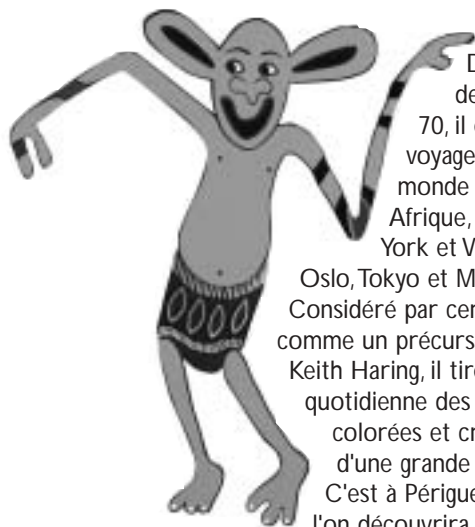 de
70, il
voyage
monde
Afrique,
York et V
Oslo, Tokyo et M
Considéré par cer
comme un précurs
Keith Haring, il tir
quotidienne des
colorées et cr
d'une grande
C'est à Périgue
l'on découvrira